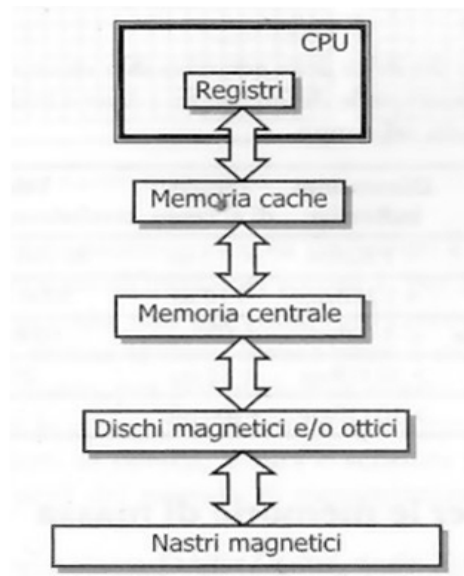 CPU
Registri
Memoria cache
Memoria centrale
Dischi magnetici e/o ottici
Nastri magnetici